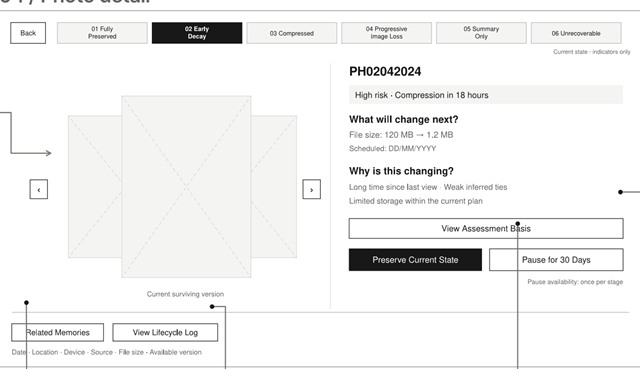 Photo detail
Back
01 Fully
Preserved
02 Early
Decay
03 Compressed
04 Progressive
Image Loss
05 Summary
Only
06 Unrecoverable
Current state · indicators only
PH02042024
High risk · Compression in 18 hours
What will change next?
File size: 120 MB → 1.2 MB
Scheduled: DD/MM/YYYY
Why is this changing?
Long time since last view · Weak inferred ties
Limited storage within the current plan
‹
›
View Assessment Basis
Preserve Current State
Pause for 30 Days
Current surviving version
Pause availability: once per stage
Related Memories
View Lifecycle Log
Date · Location · Device · Source · File size · Available version